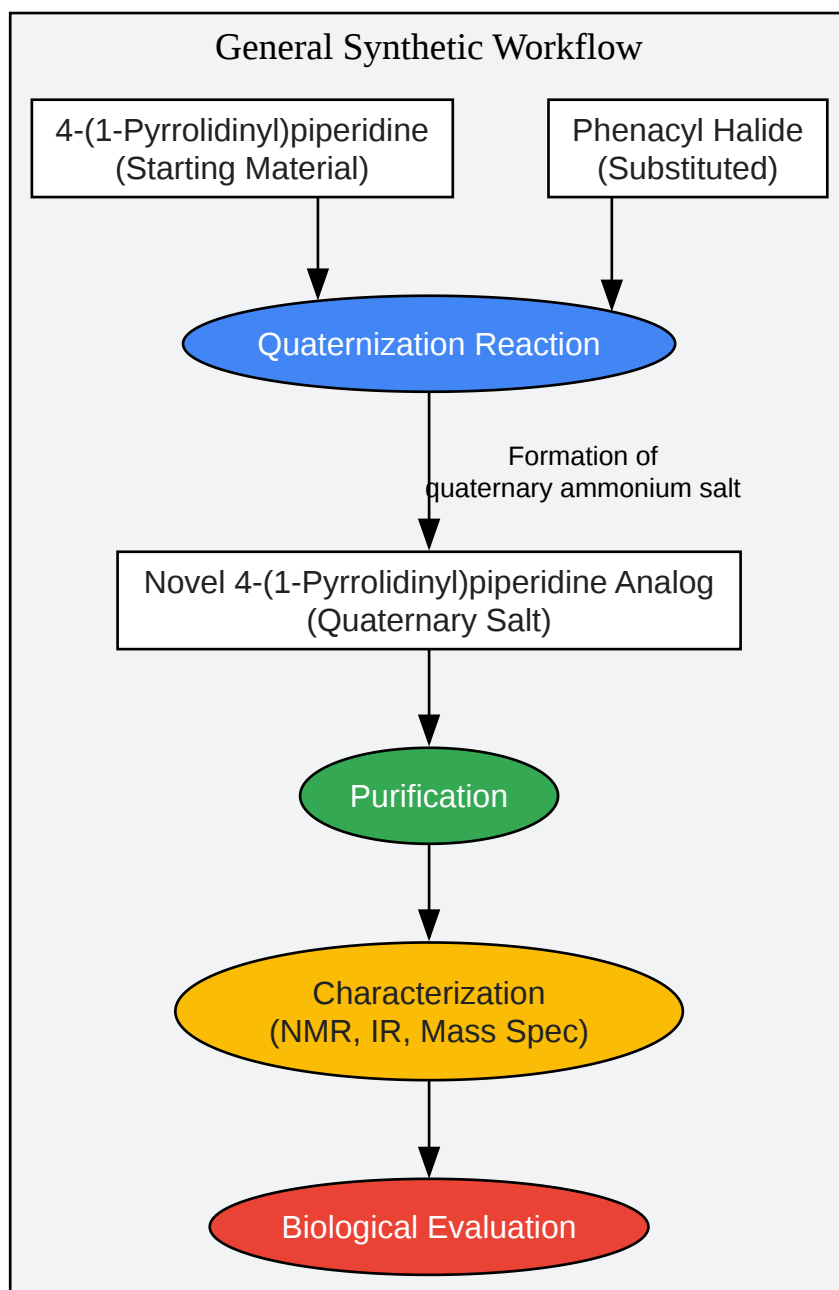 General Synthetic Workflow
4-(1-Pyrrolidinyl)piperidine
(Starting Material)
Phenacyl Halide
(Substituted)
Quaternization Reaction
Formation of
quaternary ammonium salt
Novel 4-(1-Pyrrolidinyl)piperidine Analog
(Quaternary Salt)
Purification
Characterization
(NMR, IR, Mass Spec)
Biological Evaluation